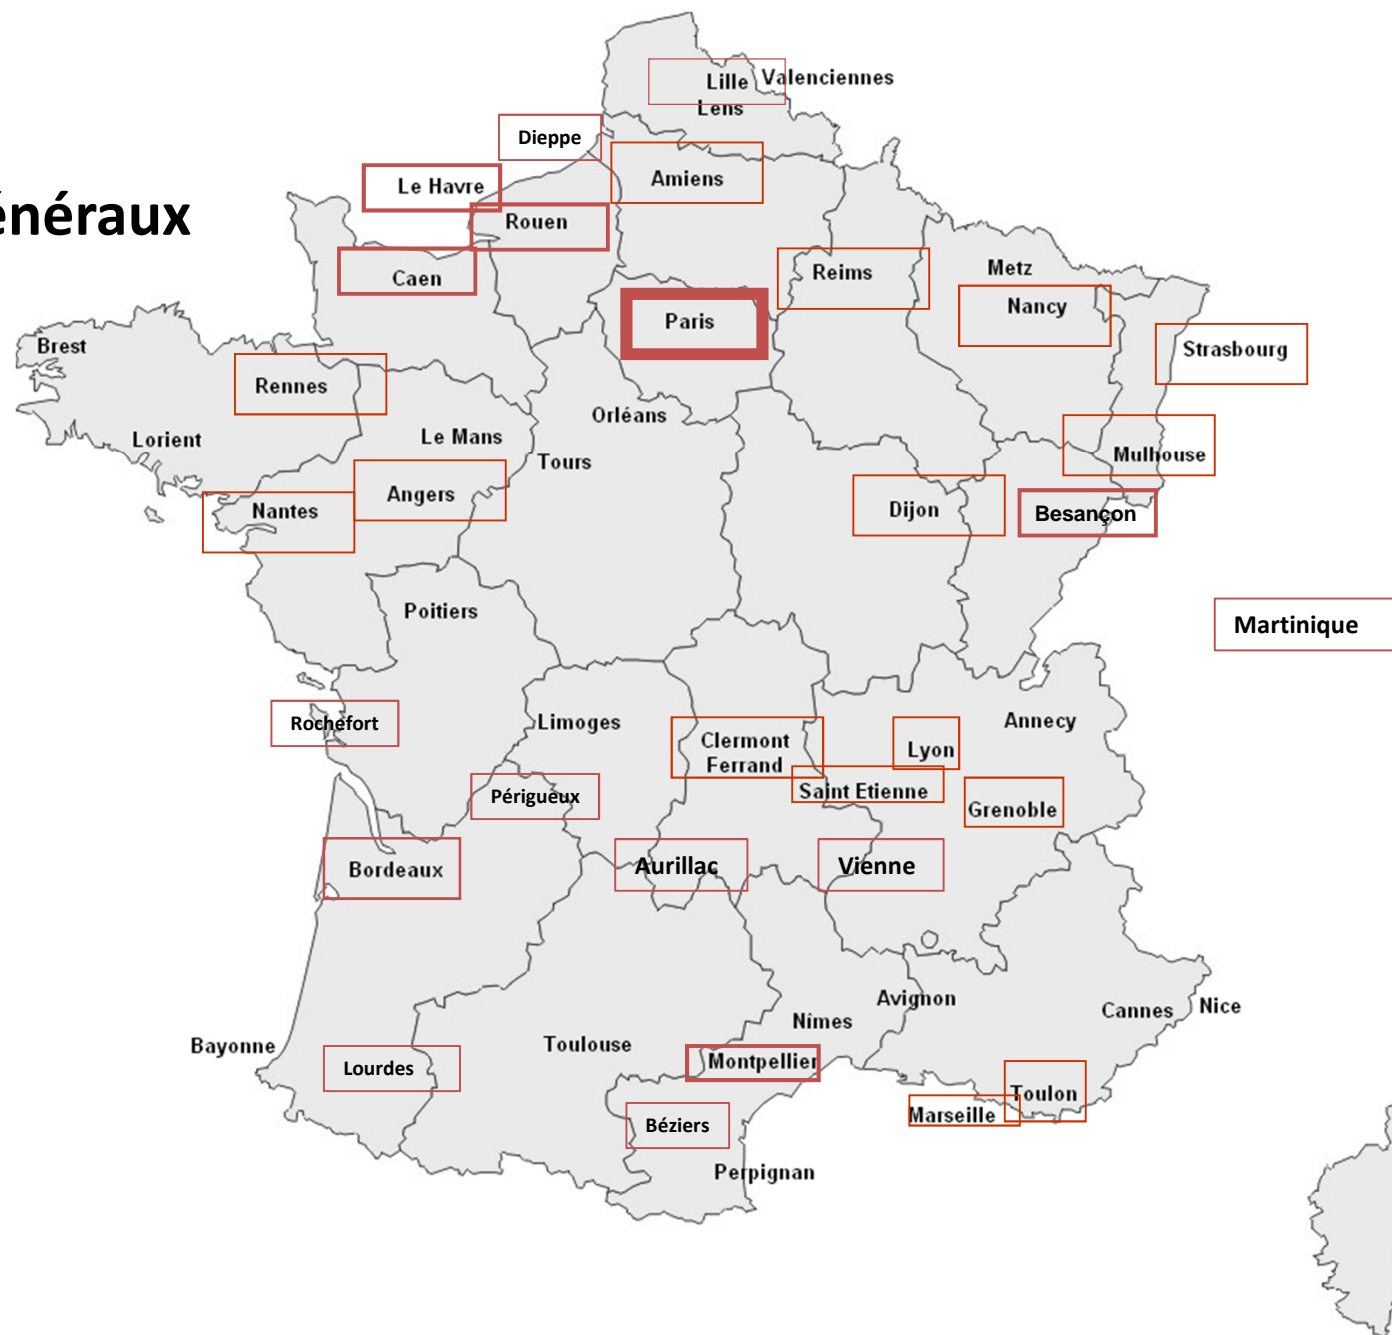 Lille
Valenciennes
Lens
Dieppe
Amiens
Le Havre
énéraux
Rouen
Caen
Reims
Metz
Nancy
Paris
Brest
Strasbourg
Rennes
Orléans
Lorient
Le Mans
Tours
Mulhouse
Angers
Nantes
Dijon
Besançon
Poitiers
Martinique
Rochefort
Limoges
Annecy
Clermont
Ferrand
Lyon
Périgueux
Saint Etienne
Grenoble
Bordeaux
Aurillac
Vienne
Avignon
Cannes
Nice
Nîmes
Bayonne
Toulouse
Lourdes
Montpellier
Toulon
Marseille
Béziers
Perpignan